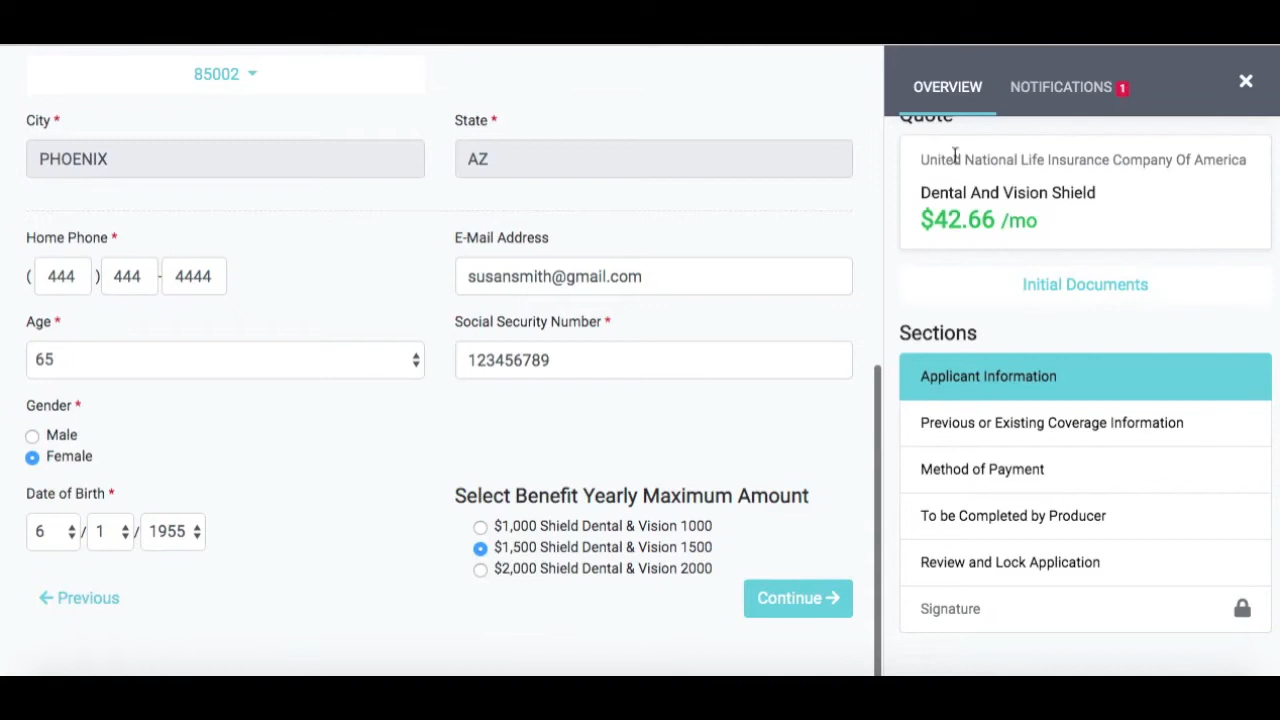 85002
City *
State *
PHOENIX
AZ
Home Phone *
E-Mail Address
( 444 ) 444 - 4444
susansmith@gmail.com
Age *
Social Security Number *
65
123456789
Gender *
Male
Female
Date of Birth *
6 / 1 / 1955
Select Benefit Yearly Maximum Amount
$1,000 Shield Dental & Vision 1000
$1,500 Shield Dental & Vision 1500
$2,000 Shield Dental & Vision 2000
← Previous
Continue →
OVERVIEW
NOTIFICATIONS 1
Quote
United National Life Insurance Company Of America
Dental And Vision Shield
$42.66 /mo
Initial Documents
Sections
Applicant Information
Previous or Existing Coverage Information
Method of Payment
To be Completed by Producer
Review and Lock Application
Signature